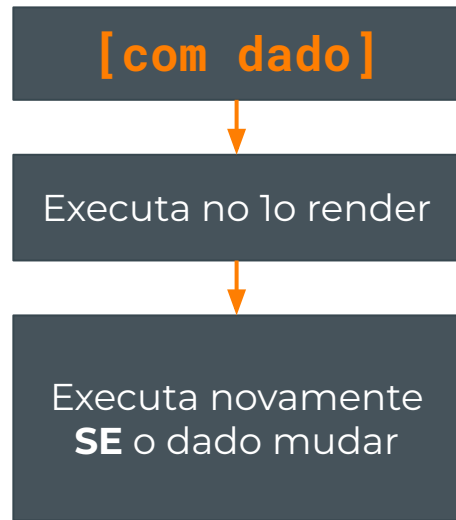 [com dado]
Executa no 1o render
Executa novamente
SE o dado mudar